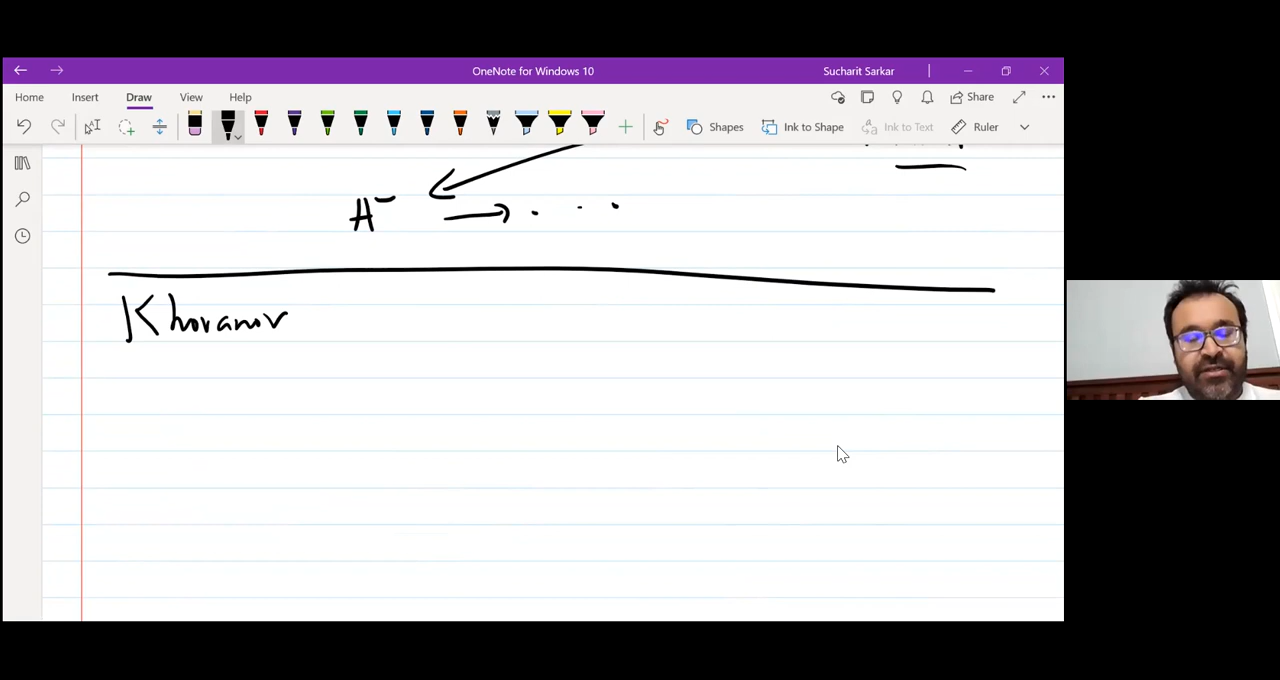 OneNote for Windows 10
Sucharit Sarkar
Home Insert Draw View Help
Share
Shapes
Ink to Shape
Ink to Text
Ruler
H⁻ → . . .
Khovanov